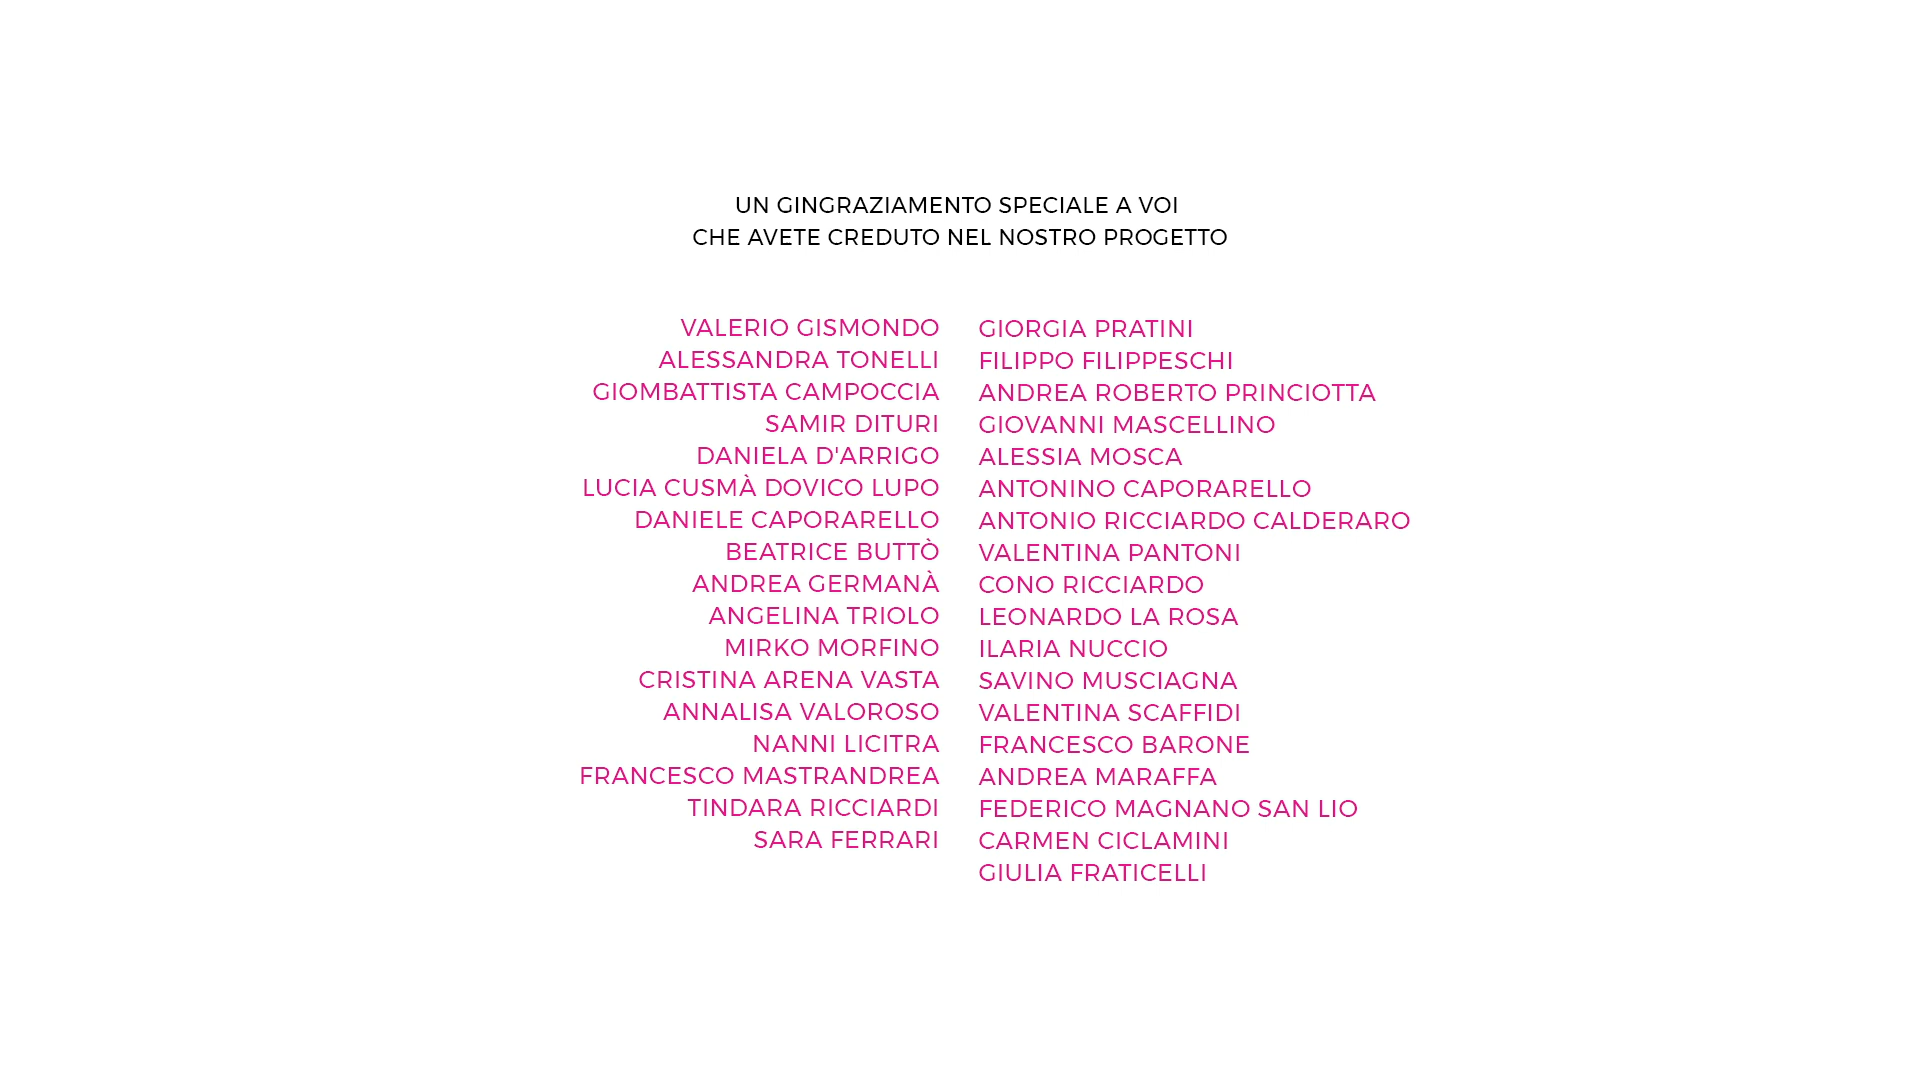 UN GINGRAZIAMENTO SPECIALE A VOI
CHE AVETE CREDUTO NEL NOSTRO PROGETTO
VALERIO GISMONDO
ALESSANDRA TONELLI
GIOMBATTISTA CAMPOCCIA
SAMIR DITURI
DANIELA D'ARRIGO
LUCIA CUSMÀ DOVICO LUPO
DANIELE CAPORARELLO
BEATRICE BUTTÒ
ANDREA GERMANÀ
ANGELINA TRIOLO
MIRKO MORFINO
CRISTINA ARENA VASTA
ANNALISA VALOROSO
NANNI LICITRA
FRANCESCO MASTRANDREA
TINDARA RICCIARDI
SARA FERRARI
GIORGIA PRATINI
FILIPPO FILIPPESCHI
ANDREA ROBERTO PRINCIOTTA
GIOVANNI MASCELLINO
ALESSIA MOSCA
ANTONINO CAPORARELLO
ANTONIO RICCIARDO CALDERARO
VALENTINA PANTONI
CONO RICCIARDO
LEONARDO LA ROSA
ILARIA NUCCIO
SAVINO MUSCIAGNA
VALENTINA SCAFFIDI
FRANCESCO BARONE
ANDREA MARAFFA
FEDERICO MAGNANO SAN LIO
CARMEN CICLAMINI
GIULIA FRATICELLI